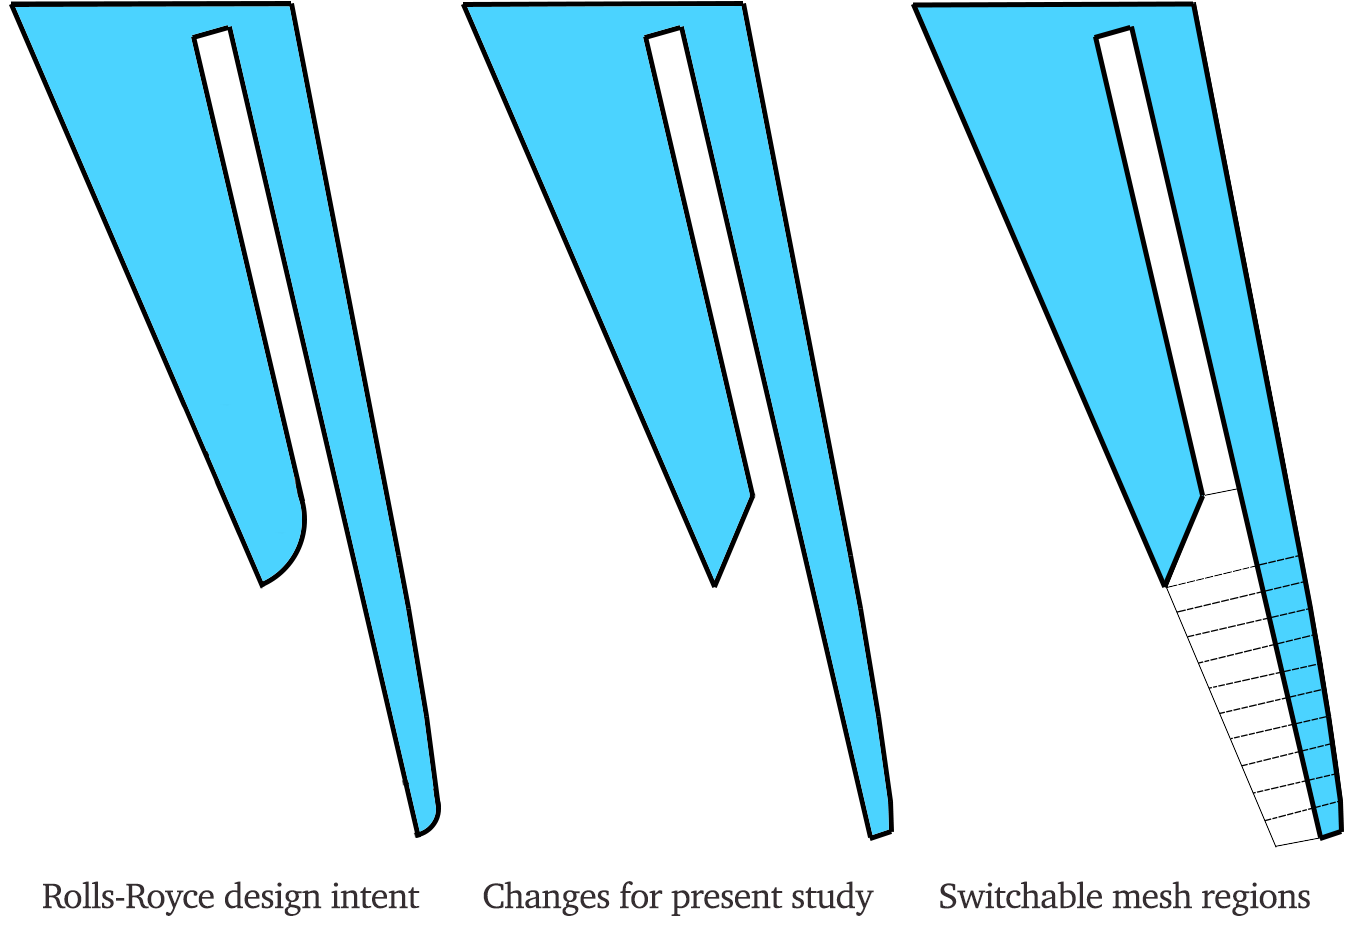 Rolls-Royce design intent
Changes for present study
Switchable mesh regions